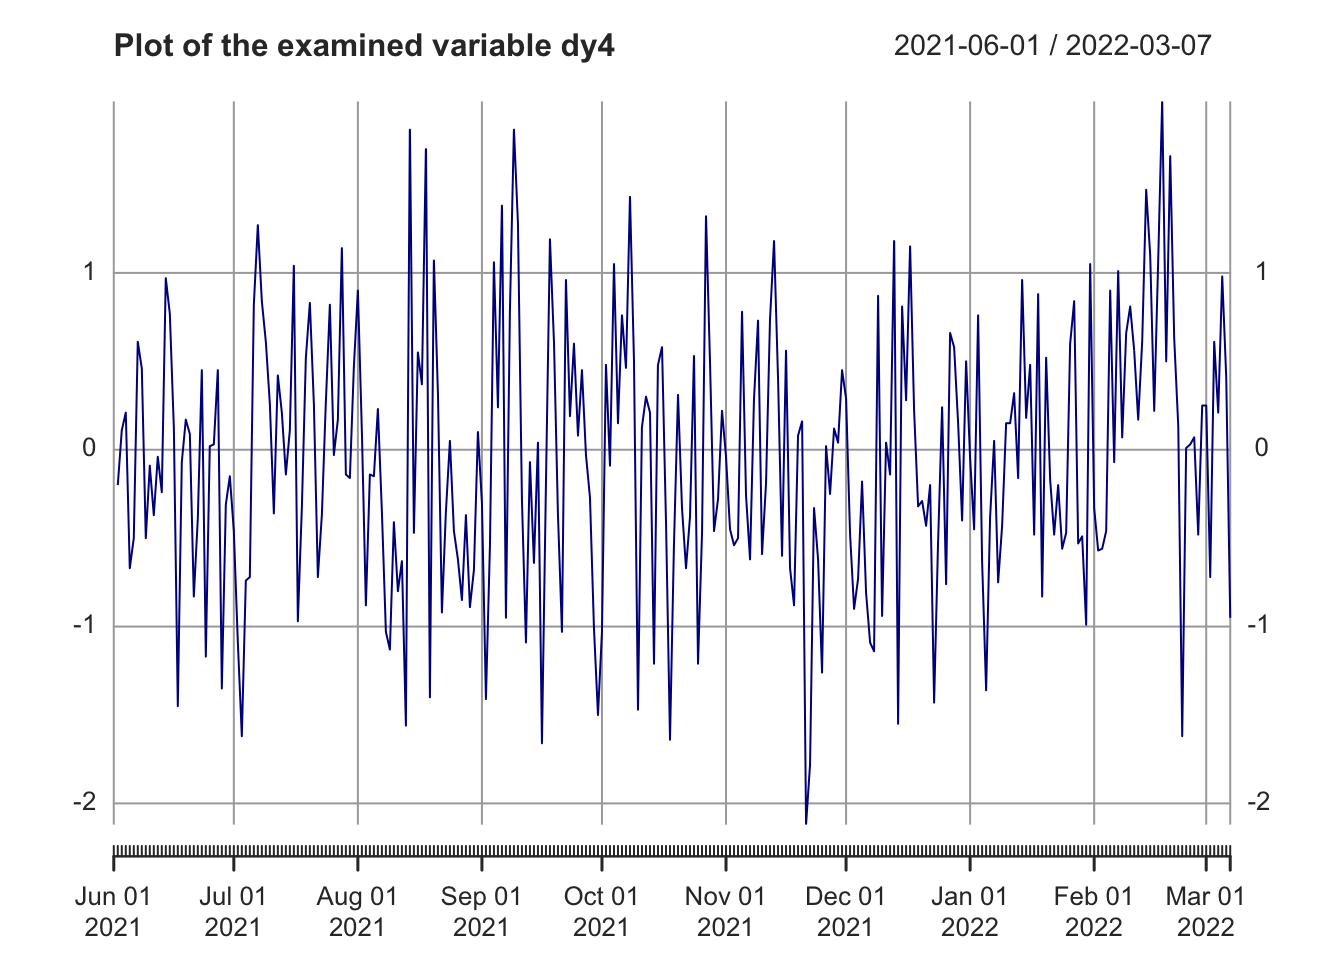 Plot of the examined variable dy4 2021-06-01 / 2022-03-07
1 1
0 0
-1 -1
-2 -2
Jun 01 Jul 01 Aug 01 Sep 01 Oct 01 Nov 01 Dec 01 Jan 01 Feb 01 Mar 01
2021 2021 2021 2021 2021 2021 2021 2022 2022 2022